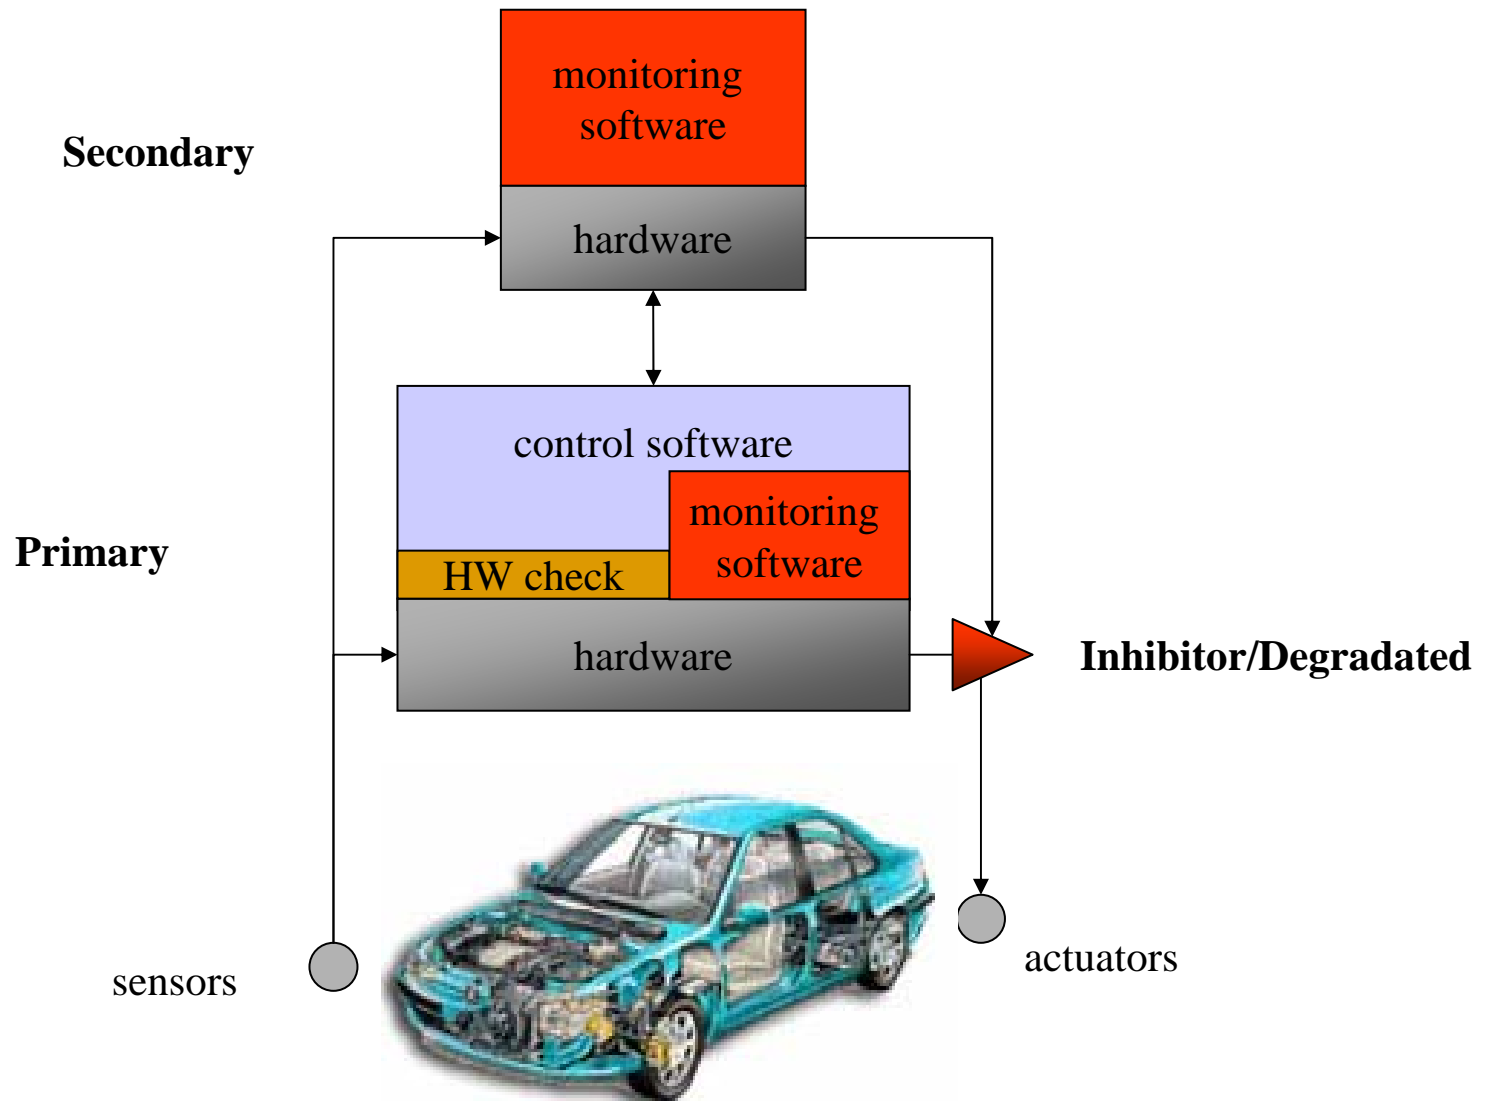 monitoring
software
Secondary
hardware
control software
monitoring
software
Primary
HW check
hardware
Inhibitor/Degradated
sensors
actuators